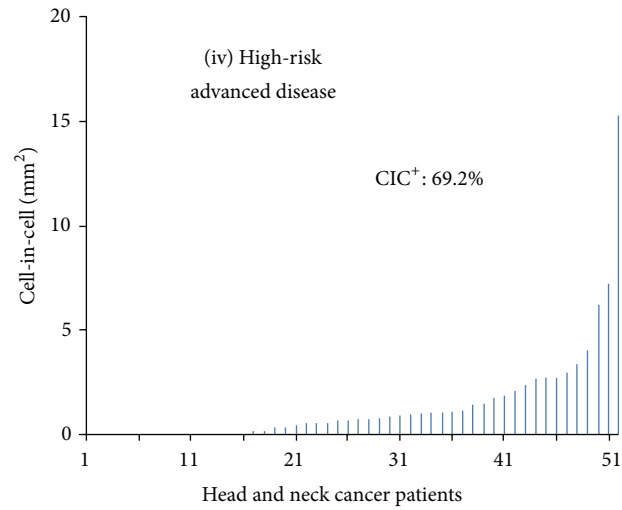 20
15
10
5
0
Cell-in-cell (mm²)
(iv) High-risk
advanced disease
CIC⁺: 69.2%
1 11 21 31 41 51
Head and neck cancer patients